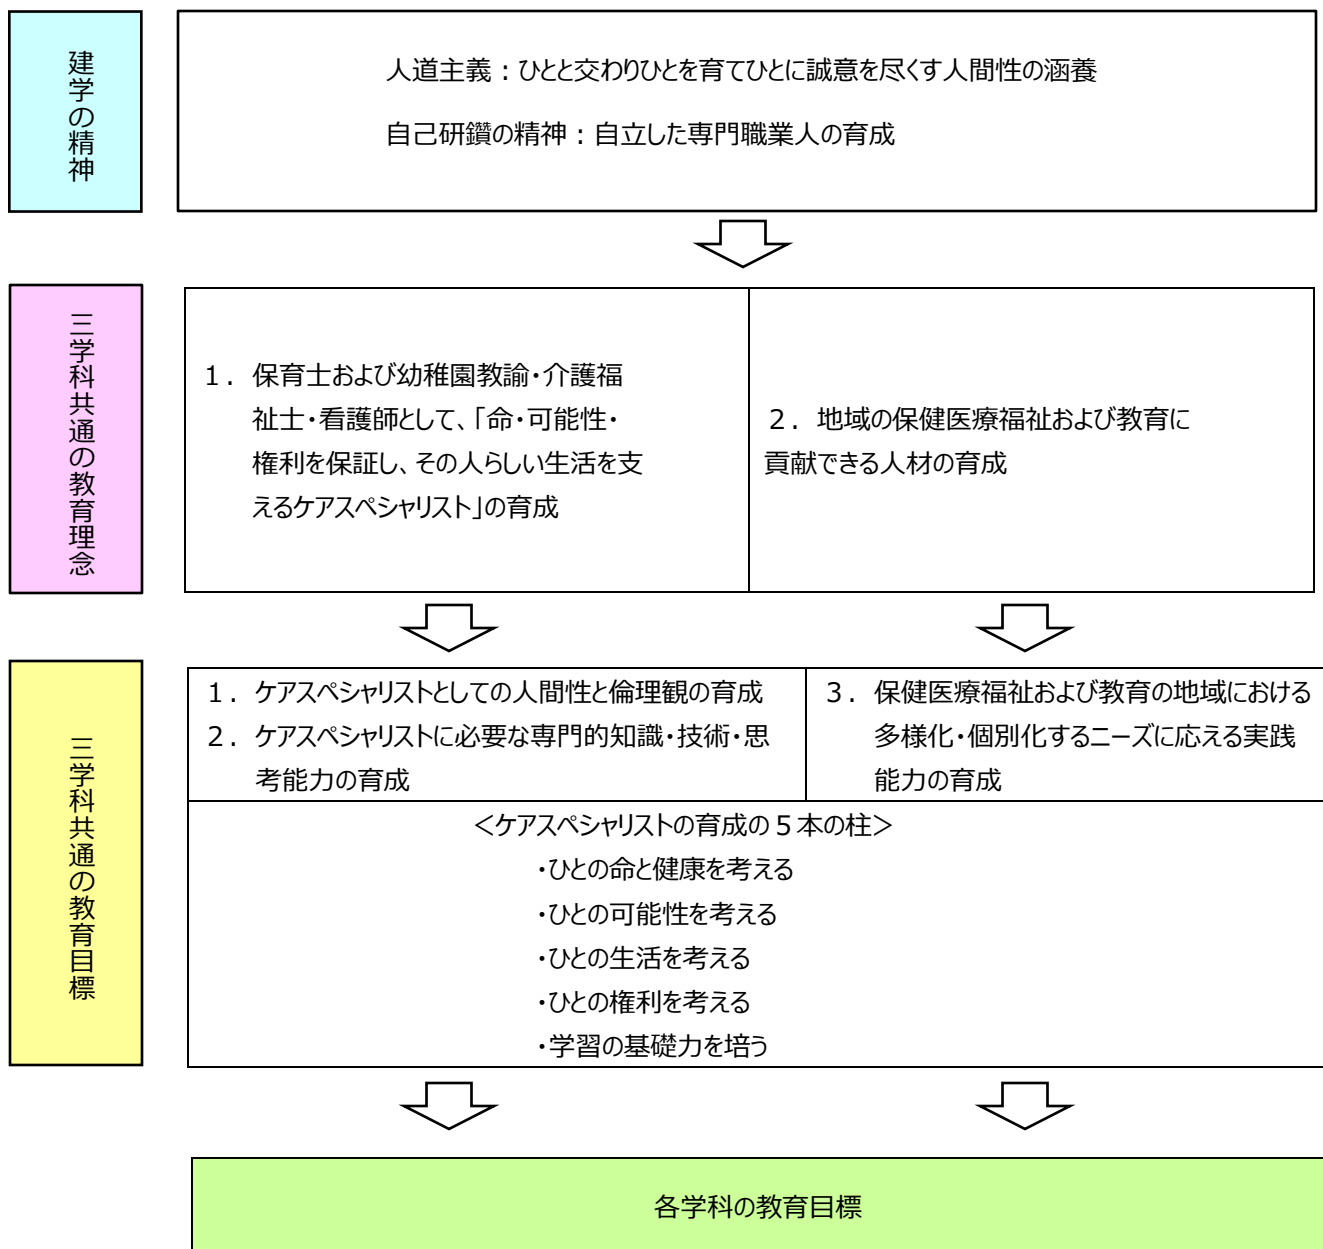 建学の精神
人道主義：ひとと交わりひとを育てひとに誠意を尽くす人間性の涵養
自己研鑽の精神：自立した専門職業人の育成
三学科共通の教育理念
１．保育士および幼稚園教諭・介護福
祉士・看護師として、「命・可能性・
権利を保証し、その人らしい生活を支
えるケアスペシャリスト」の育成
２．地域の保健医療福祉および教育に
貢献できる人材の育成
三学科共通の教育目標
１．ケアスペシャリストとしての人間性と倫理観の育成
２．ケアスペシャリストに必要な専門的知識・技術・思
考能力の育成
３．保健医療福祉および教育の地域における
多様化・個別化するニーズに応える実践
能力の育成
＜ケアスペシャリストの育成の５本の柱＞
・ひとの命と健康を考える
・ひとの可能性を考える
・ひとの生活を考える
・ひとの権利を考える
・学習の基礎力を培う
各学科の教育目標